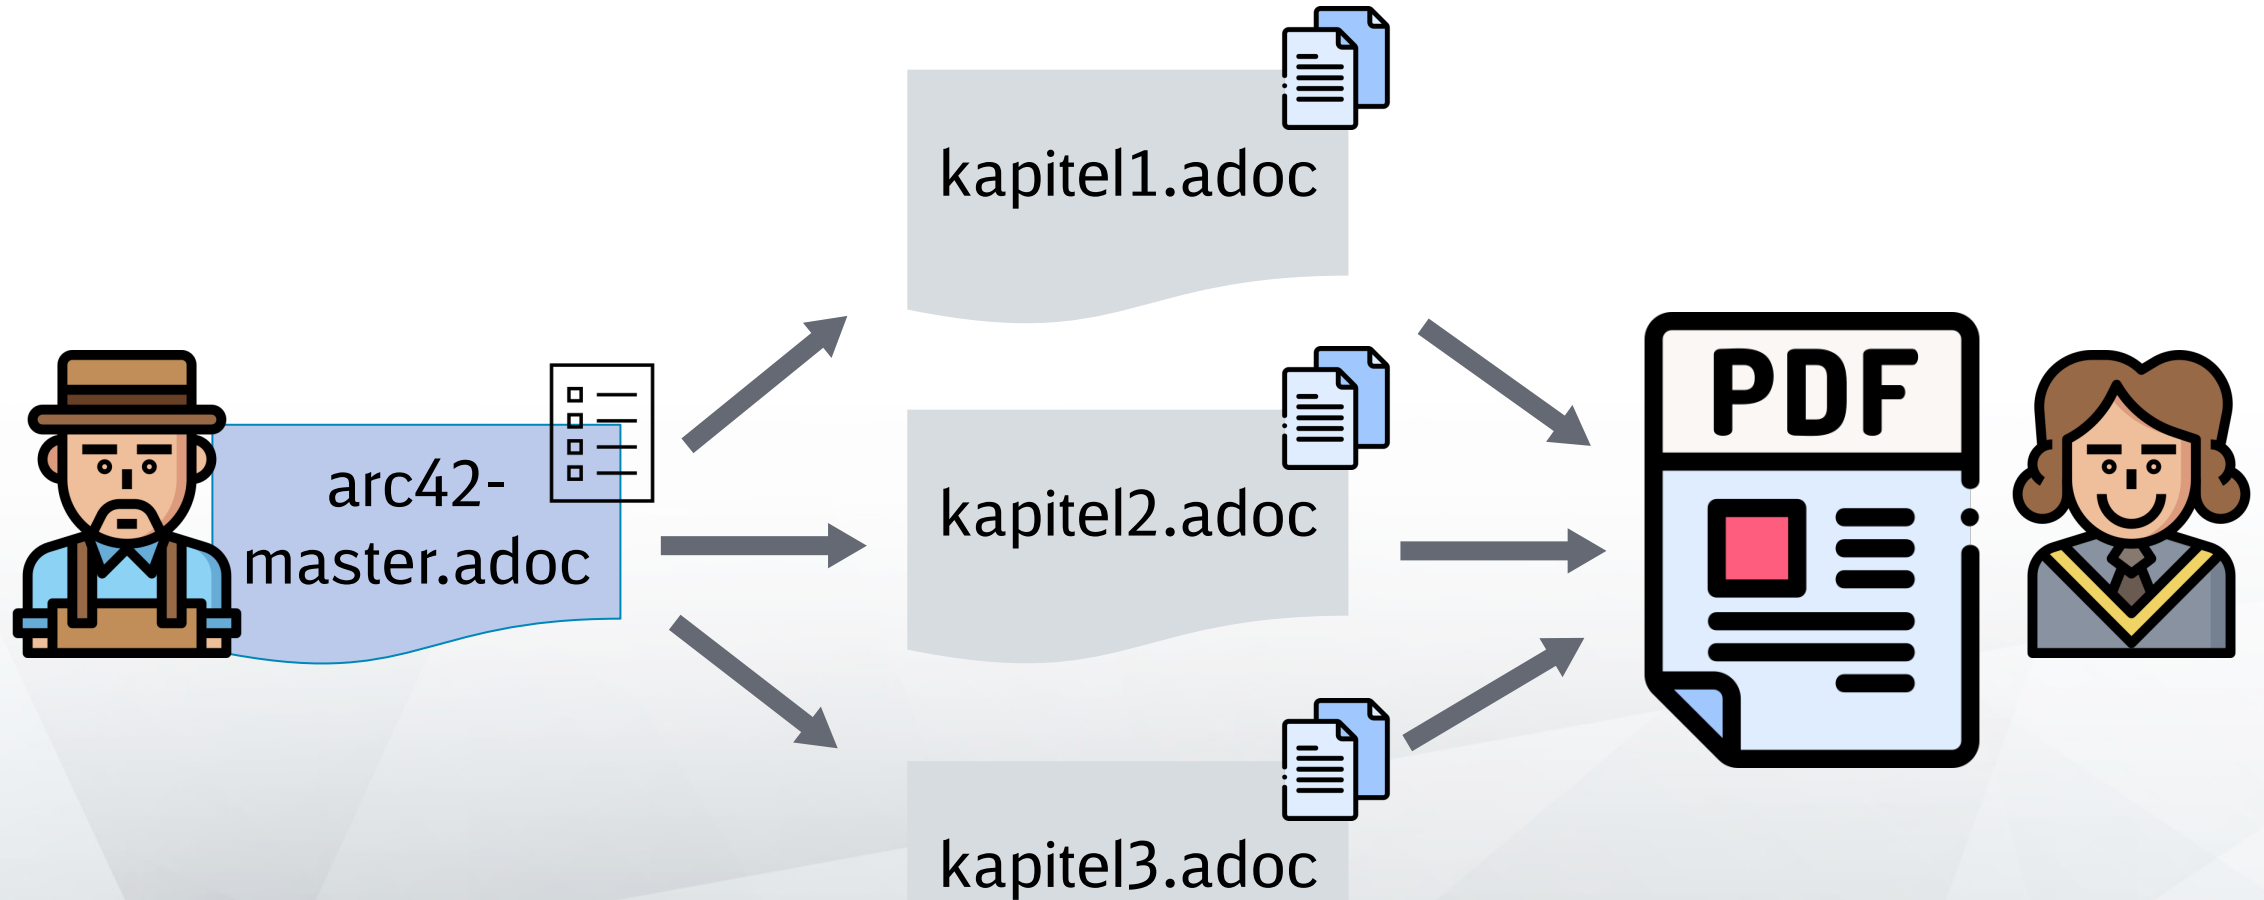 arc42-
master.adoc
kapitel1.adoc
kapitel2.adoc
kapitel3.adoc
PDF